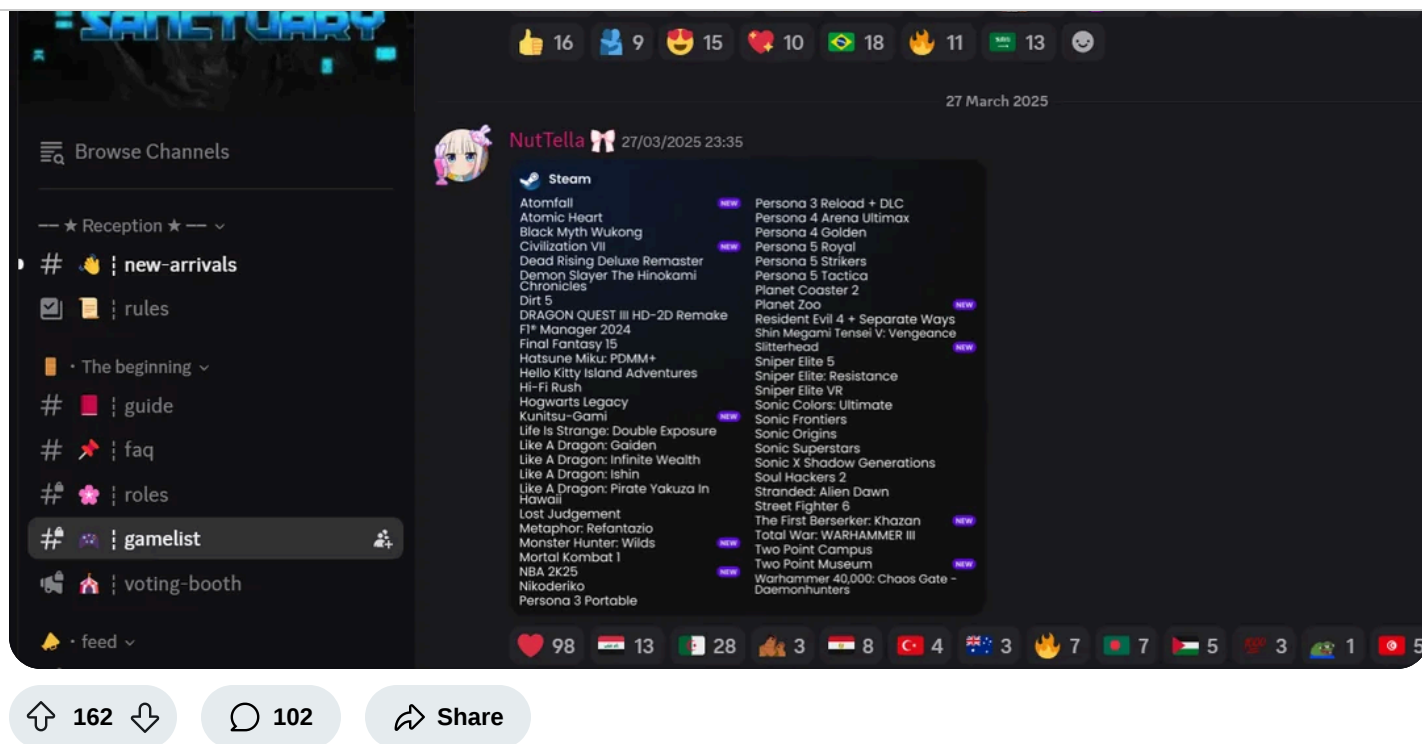 SANCTUARY
Browse Channels
── ★ Reception ★ ──
# 👋 ¦ new-arrivals
📜 ¦ rules
· The beginning
# 📕 ¦ guide
# 📌 ¦ faq
# 🌸 ¦ roles
# 🎮 ¦ gamelist
🎪 ¦ voting-booth
· feed
16 9 15 10 18 11 13
27 March 2025
NutTella 27/03/2025 23:35
Steam
Atomfall NEW
Atomic Heart
Black Myth Wukong
Civilization VII NEW
Dead Rising Deluxe Remaster
Demon Slayer The Hinokami
Chronicles
Dirt 5
DRAGON QUEST III HD-2D Remake
F1® Manager 2024
Final Fantasy 15
Hatsune Miku: PDMM+
Hello Kitty Island Adventures
Hi-Fi Rush
Hogwarts Legacy
Kunitsu-Gami NEW
Life Is Strange: Double Exposure
Like A Dragon: Gaiden
Like A Dragon: Infinite Wealth
Like A Dragon: Ishin
Like A Dragon: Pirate Yakuza In
Hawaii
Lost Judgement
Metaphor: Refantazio
Monster Hunter: Wilds NEW
Mortal Kombat 1
NBA 2K25 NEW
Nikoderiko
Persona 3 Portable
Persona 3 Reload + DLC
Persona 4 Arena Ultimax
Persona 4 Golden
Persona 5 Royal
Persona 5 Strikers
Persona 5 Tactica
Planet Coaster 2
Planet Zoo NEW
Resident Evil 4 + Separate Ways
Shin Megami Tensei V: Vengeance
Slitterhead NEW
Sniper Elite 5
Sniper Elite: Resistance
Sniper Elite VR
Sonic Colors: Ultimate
Sonic Frontiers
Sonic Origins
Sonic Superstars
Sonic X Shadow Generations
Soul Hackers 2
Stranded: Alien Dawn
Street Fighter 6
The First Berserker: Khazan NEW
Total War: WARHAMMER III
Two Point Campus
Two Point Museum NEW
Warhammer 40,000: Chaos Gate -
Daemonhunters
98 13 28 3 8 4 3 7 7 5 3 1 5
162 102 Share